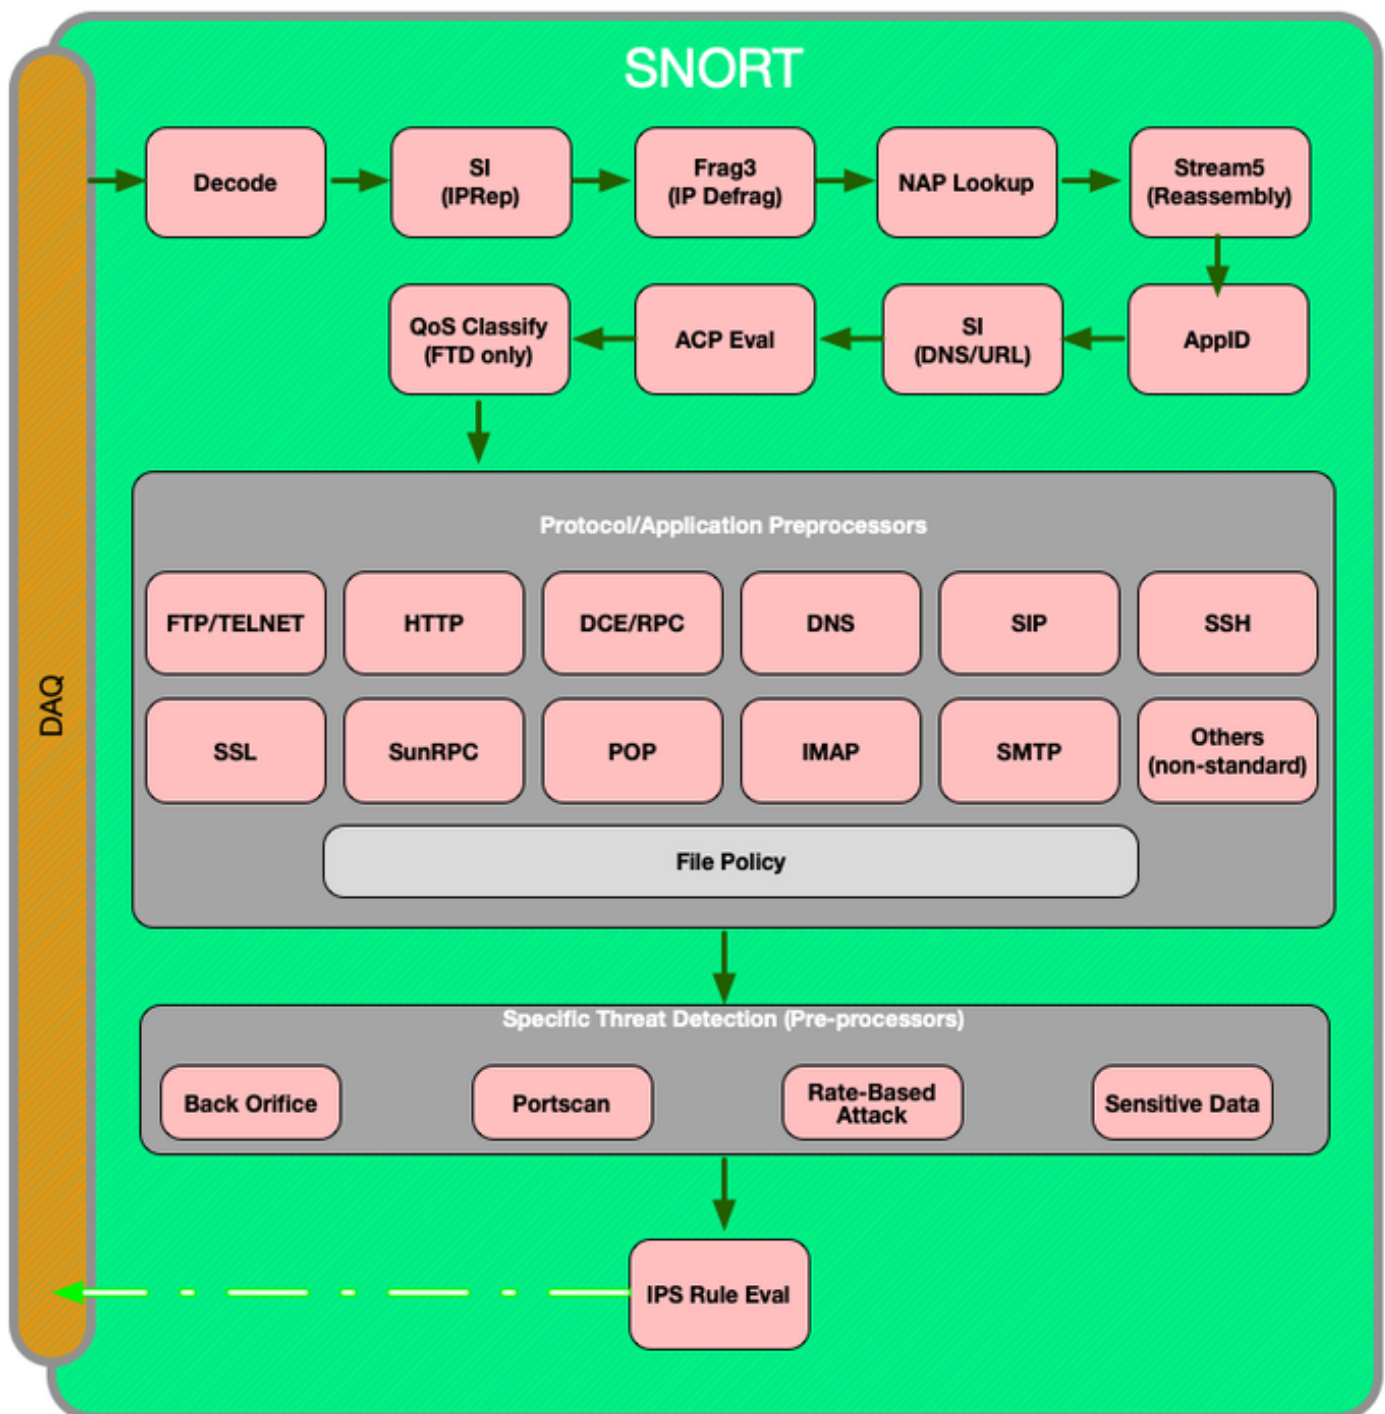 SNORT
Decode
SI
(IPRep)
Frag3
(IP Defrag)
NAP Lookup
Stream5
(Reassembly)
QoS Classify
(FTD only)
ACP Eval
SI
(DNS/URL)
AppID
Protocol/Application Preprocessors
FTP/TELNET
HTTP
DCE/RPC
DNS
SIP
SSH
DAQ
SSL
SunRPC
POP
IMAP
SMTP
Others
(non-standard)
File Policy
Specific Threat Detection (Pre-processors)
Back Orifice
Portscan
Rate-Based
Attack
Sensitive Data
IPS Rule Eval